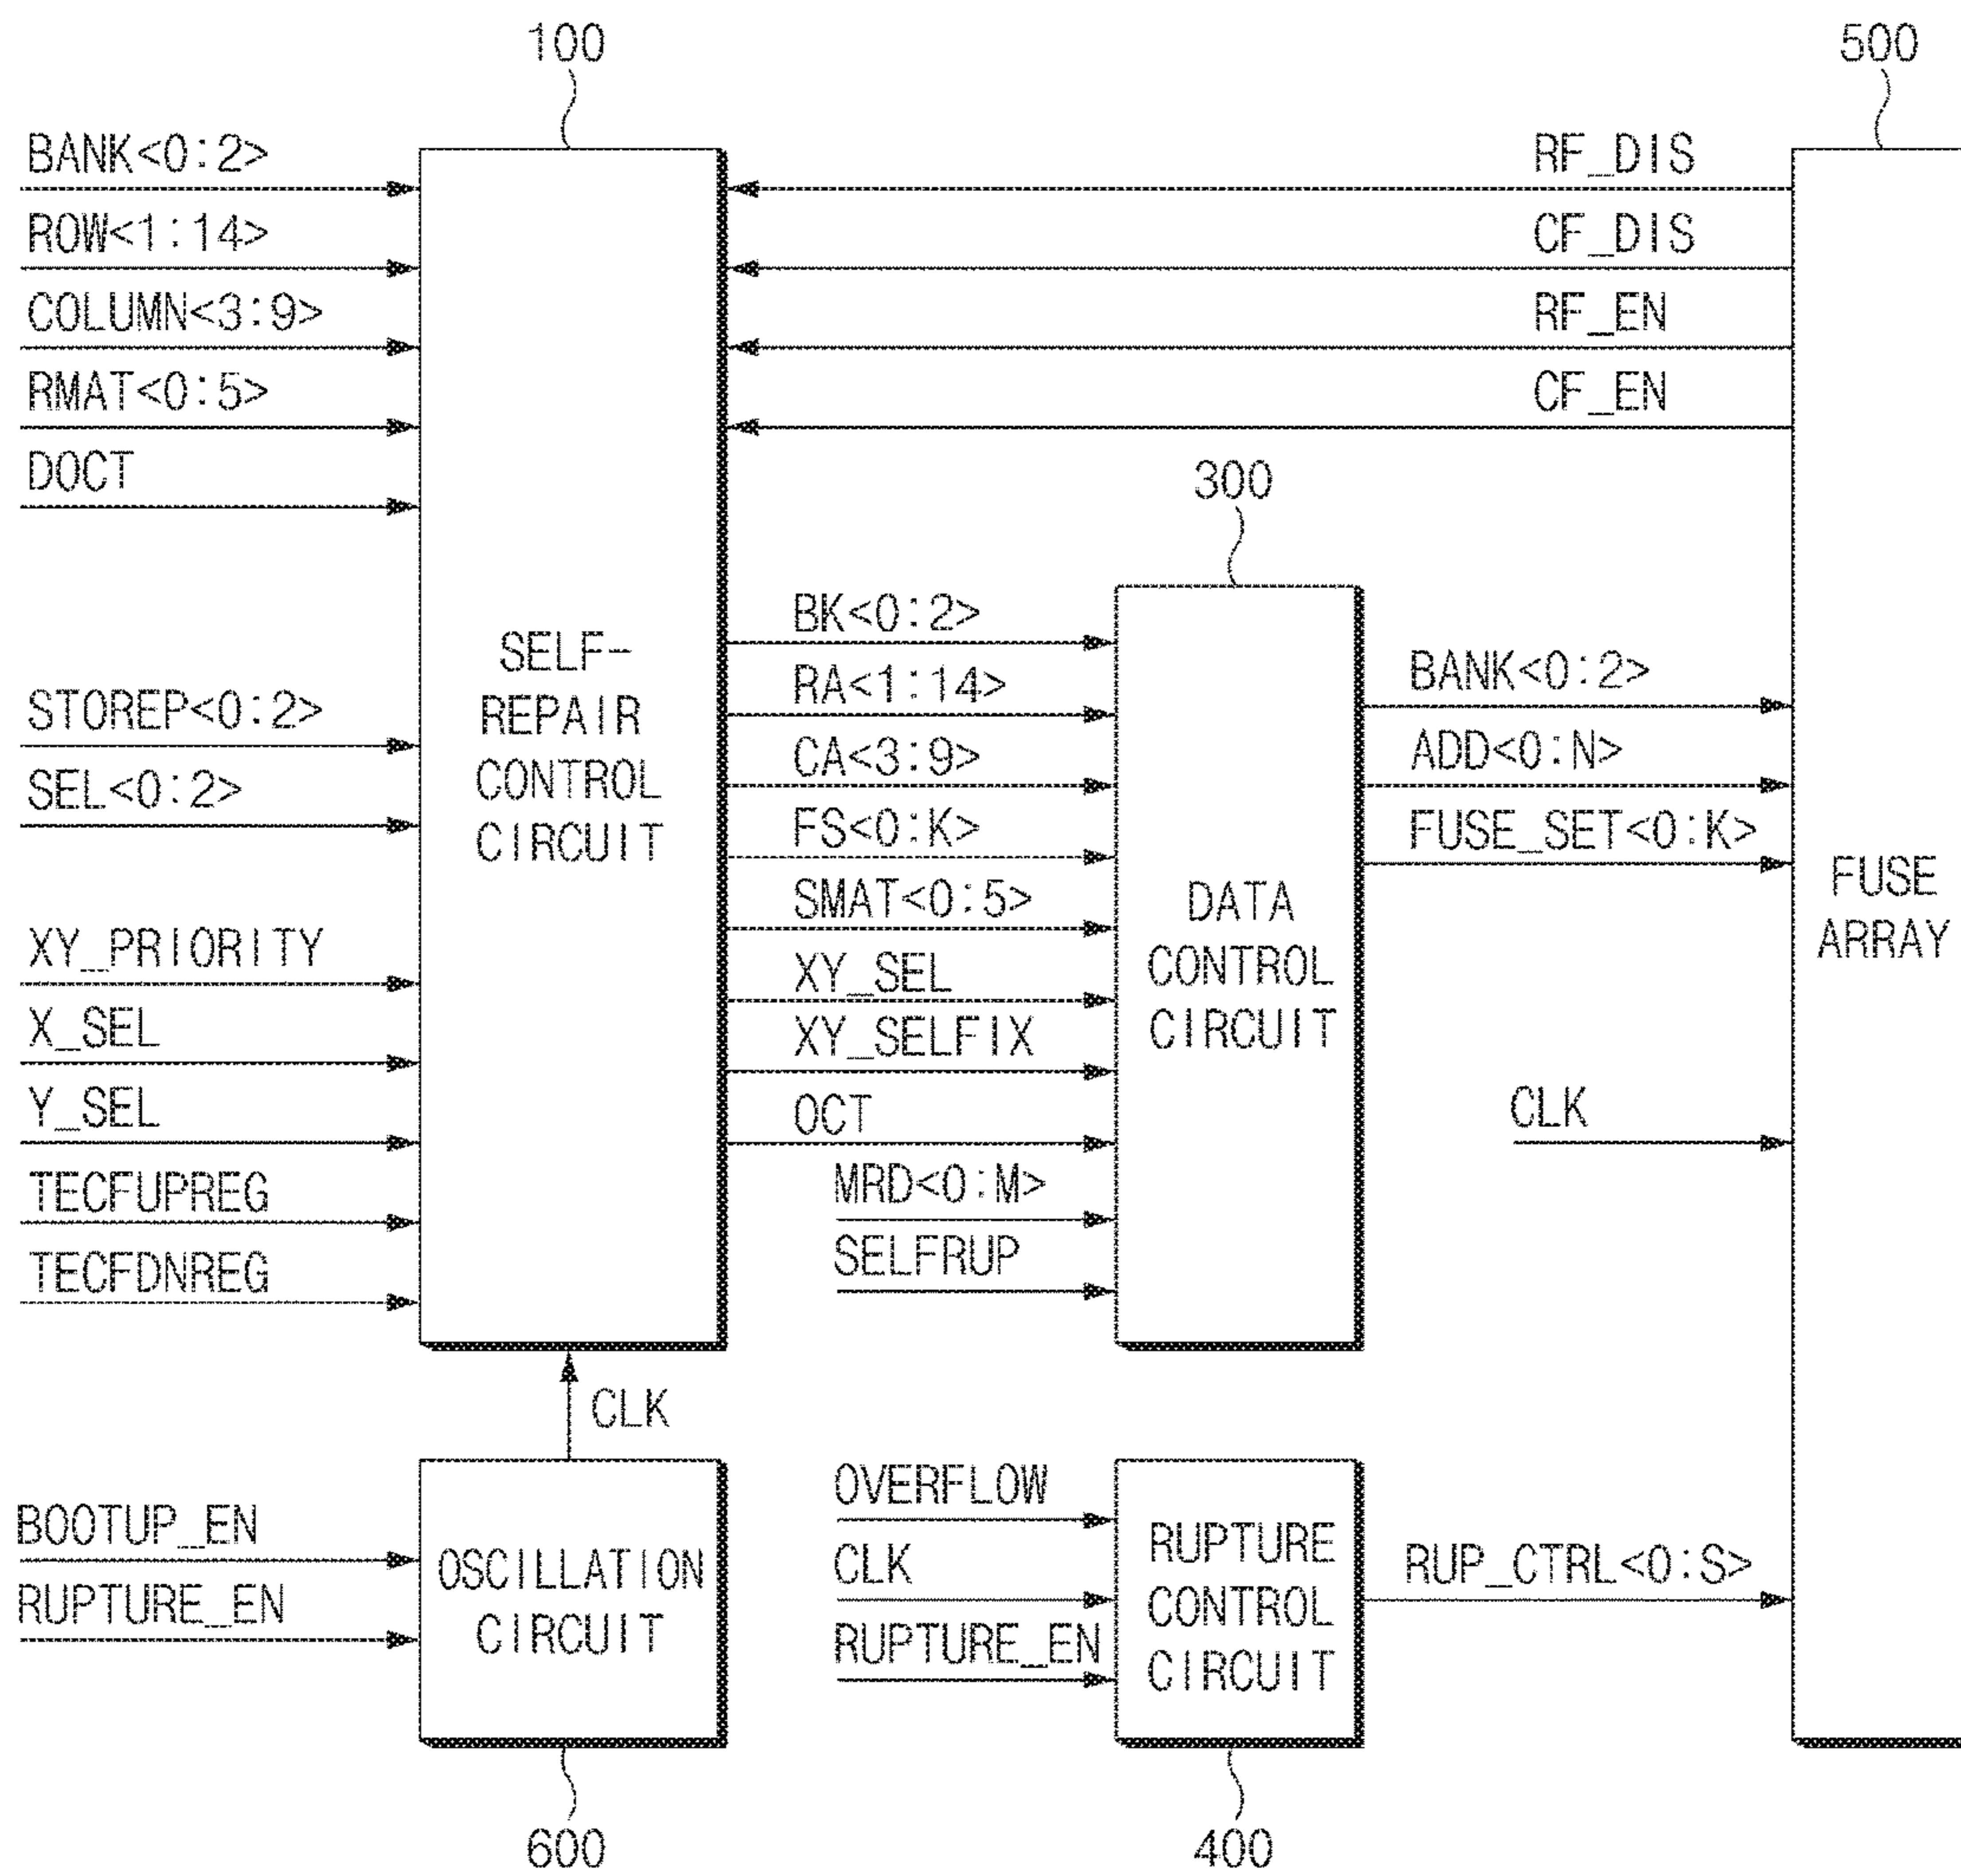 100
500
BANK<0:2>
ROW<1:14>
COLUMN<3:9>
RMAT<0:5>
DOCT
STOREP<0:2>
SEL<0:2>
XY_PRIORITY
X_SEL
Y_SEL
TECFUPREG
TECFDNREG
SELF-
REPAIR
CONTROL
CIRCUIT
RF_DIS
CF_DIS
RF_EN
CF_EN
300
BK<0:2>
RA<1:14>
CA<3:9>
FS<0:K>
SMAT<0:5>
XY_SEL
XY_SELFIX
OCT
MRD<0:M>
SELFRUP
DATA
CONTROL
CIRCUIT
BANK<0:2>
ADD<0:N>
FUSE_SET<0:K>
CLK
FUSE
ARRAY
CLK
BOOTUP_EN
RUPTURE_EN
OSCILLATION
CIRCUIT
OVERFLOW
CLK
RUPTURE_EN
RUPTURE
CONTROL
CIRCUIT
RUP_CTRL<0:S>
600
400